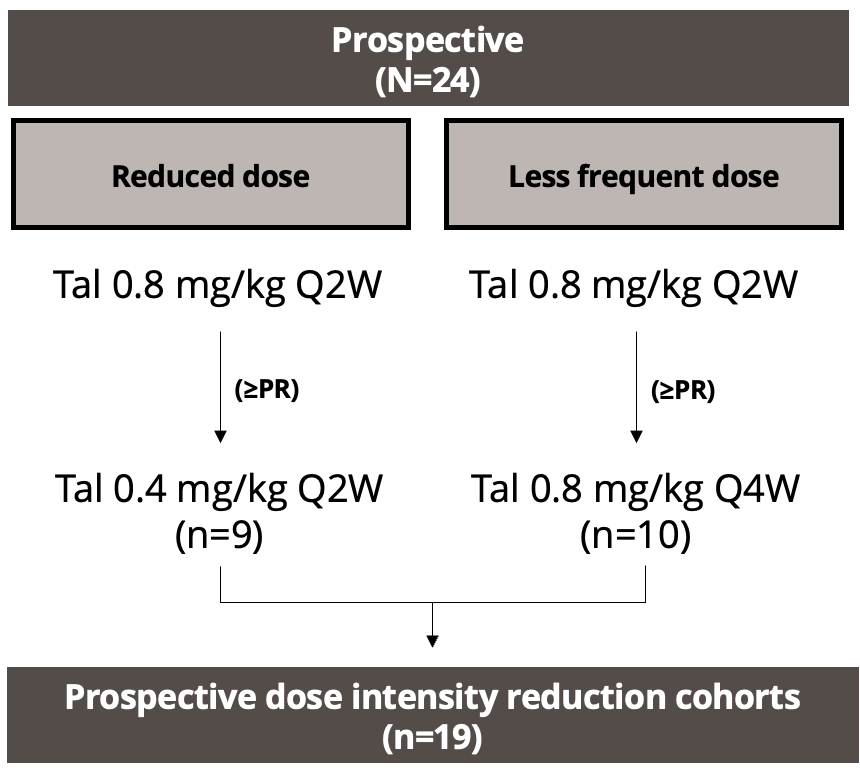 Prospective
(N=24)
Reduced dose
Less frequent dose
Tal 0.8 mg/kg Q2W
Tal 0.8 mg/kg Q2W
(≥PR)
(≥PR)
Tal 0.4 mg/kg Q2W
(n=9)
Tal 0.8 mg/kg Q4W
(n=10)
Prospective dose intensity reduction cohorts
(n=19)